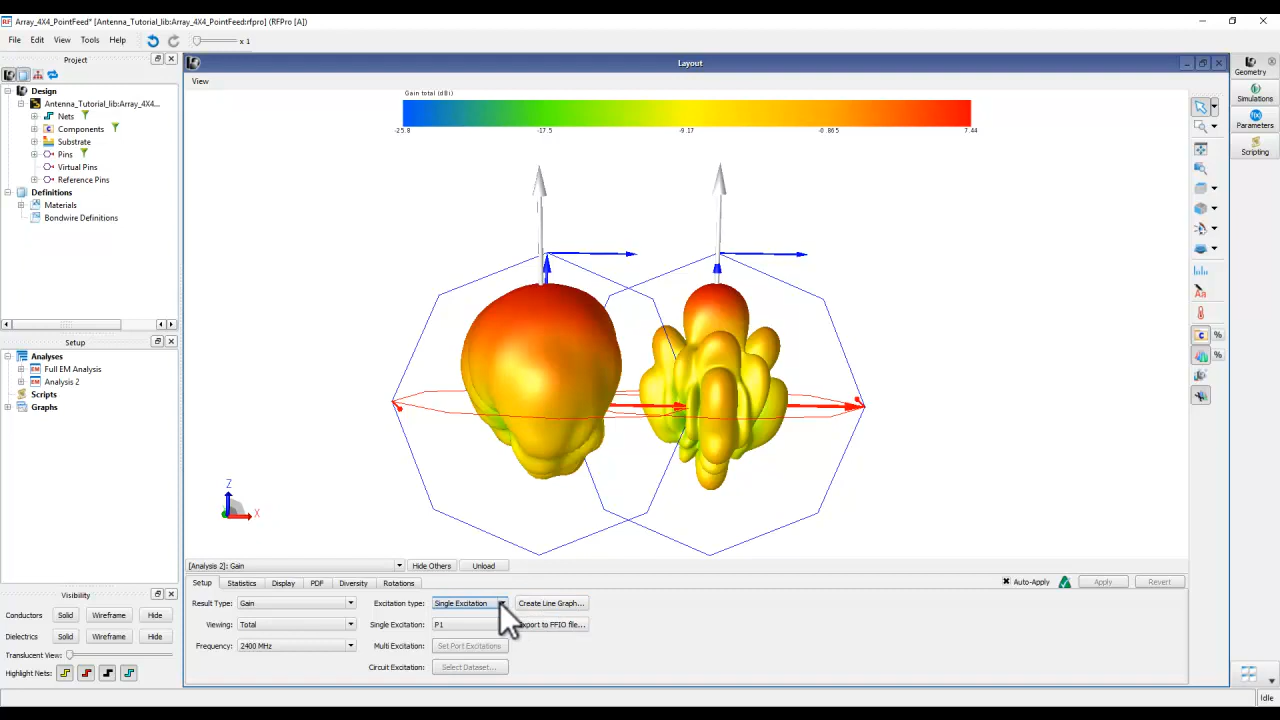 Array_4X4_PointFeed* [Antenna_Tutorial_lib:Array_4X4_PointFeed:rfpro] (RFPro) [A]
File Edit View Tools Help x 1
Project
Design
Antenna_Tutorial_lib:Array_4X4...
Nets
Components
Substrate
Pins
Virtual Pins
Reference Pins
Definitions
Materials
Bondwire Definitions
Setup
Analyses
Full EM Analysis
Analysis 2
Scripts
Graphs
Visibility
Conductors Solid Wireframe Hide
Dielectrics Solid Wireframe Hide
Translucent View:
Highlight Nets:
Layout
View
Gain total (dBi)
-25.8 -17.5 -9.17 -0.865 7.44
Z
X
[Analysis 2]: Gain Hide Others Unload
Setup Statistics Display PDF Diversity Rotations Auto-Apply Apply Revert
Result Type: Gain Excitation type: Single Excitation Create Line Graph...
Viewing: Total Single Excitation: P1 Export to FFIO file...
Frequency: 2400 MHz Multi Excitation: Set Port Excitations
Circuit Excitation: Select Dataset...
Geometry
Simulations
Parameters
Scripting
Aa
C %
%
Idle